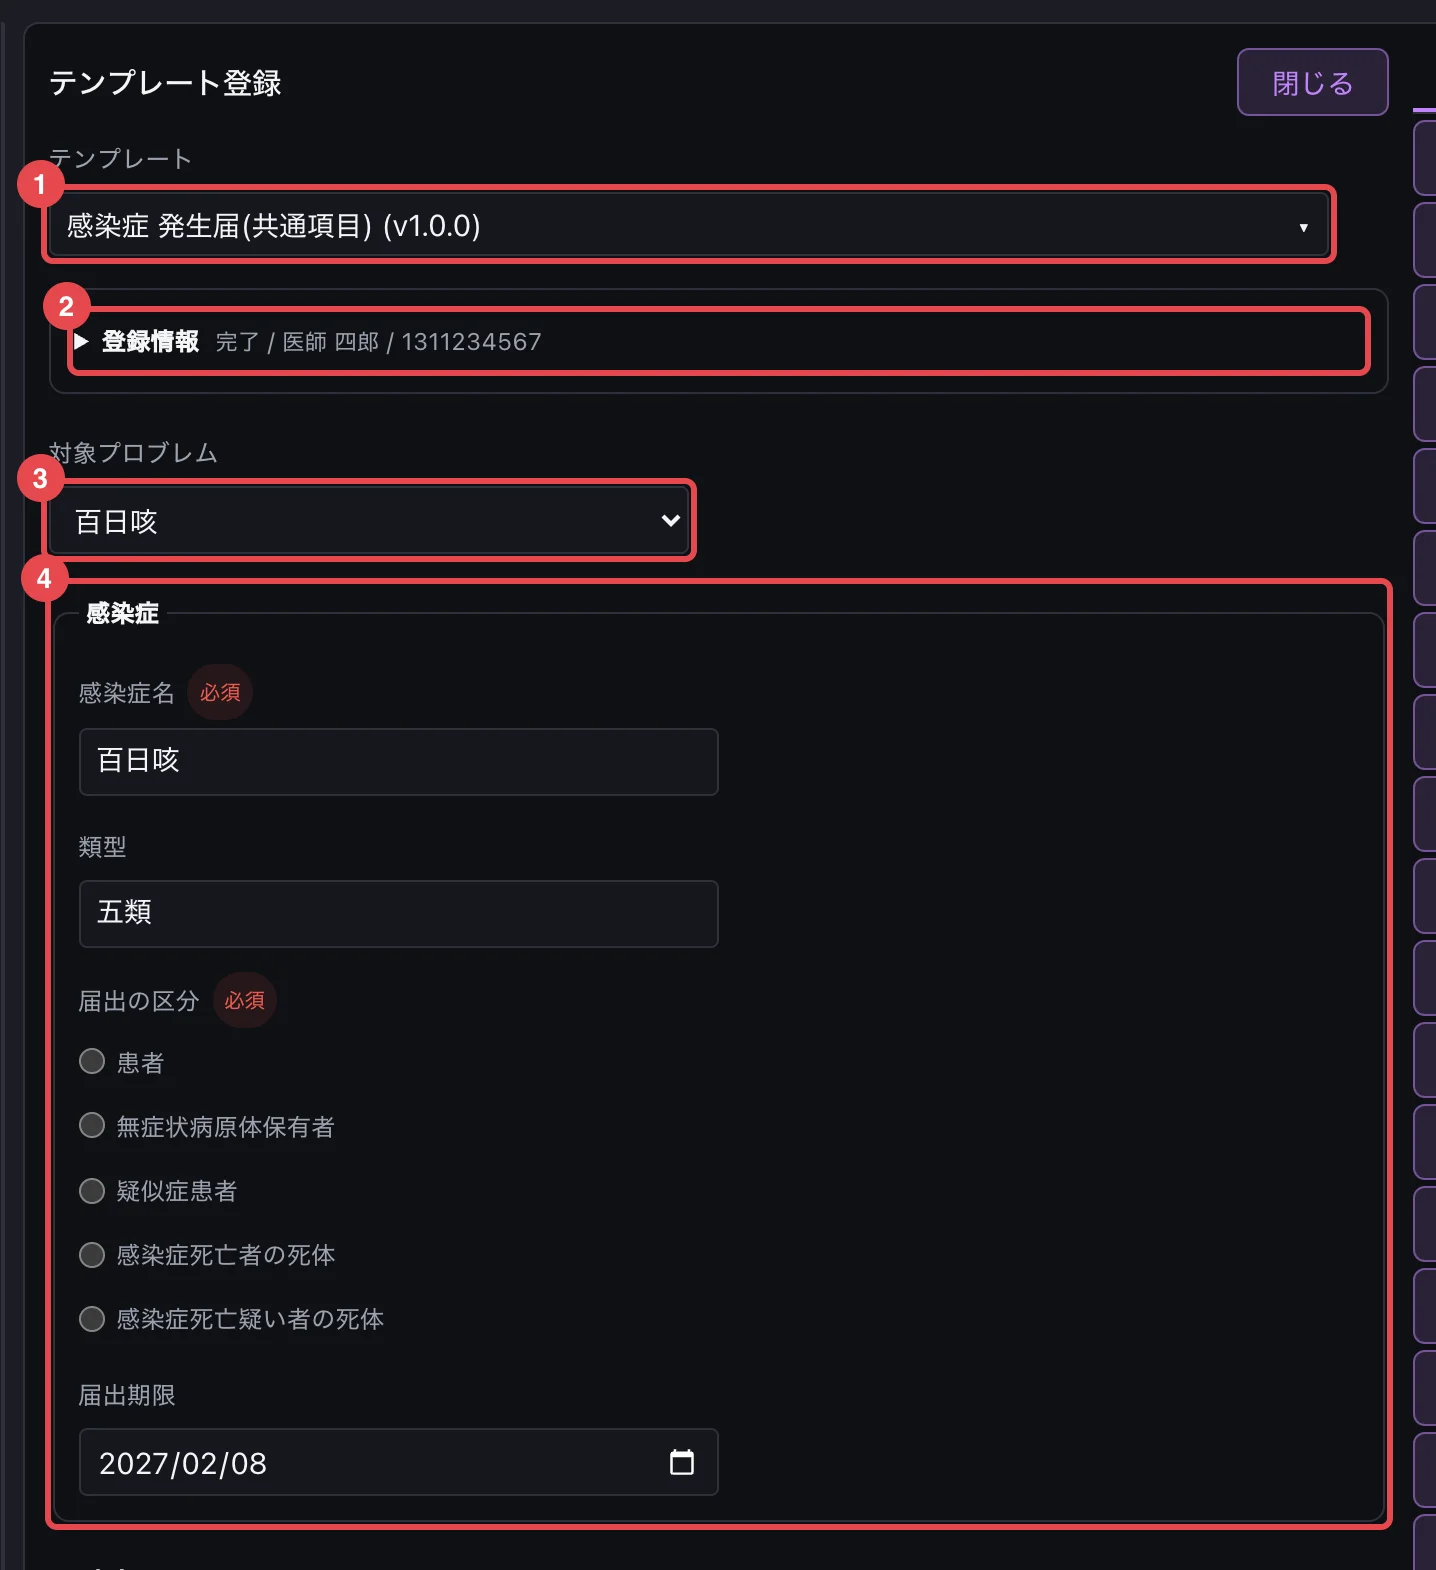 テンプレート登録
閉じる
テンプレート
1
感染症 発生届(共通項目) (v1.0.0)
2
登録情報 完了 / 医師 四郎 / 1311234567
対象プロブレム
3
百日咳
4
感染症
感染症名 必須
百日咳
類型
五類
届出の区分 必須
患者
無症状病原体保有者
疑似症患者
感染症死亡者の死体
感染症死亡疑い者の死体
届出期限
2027/02/08